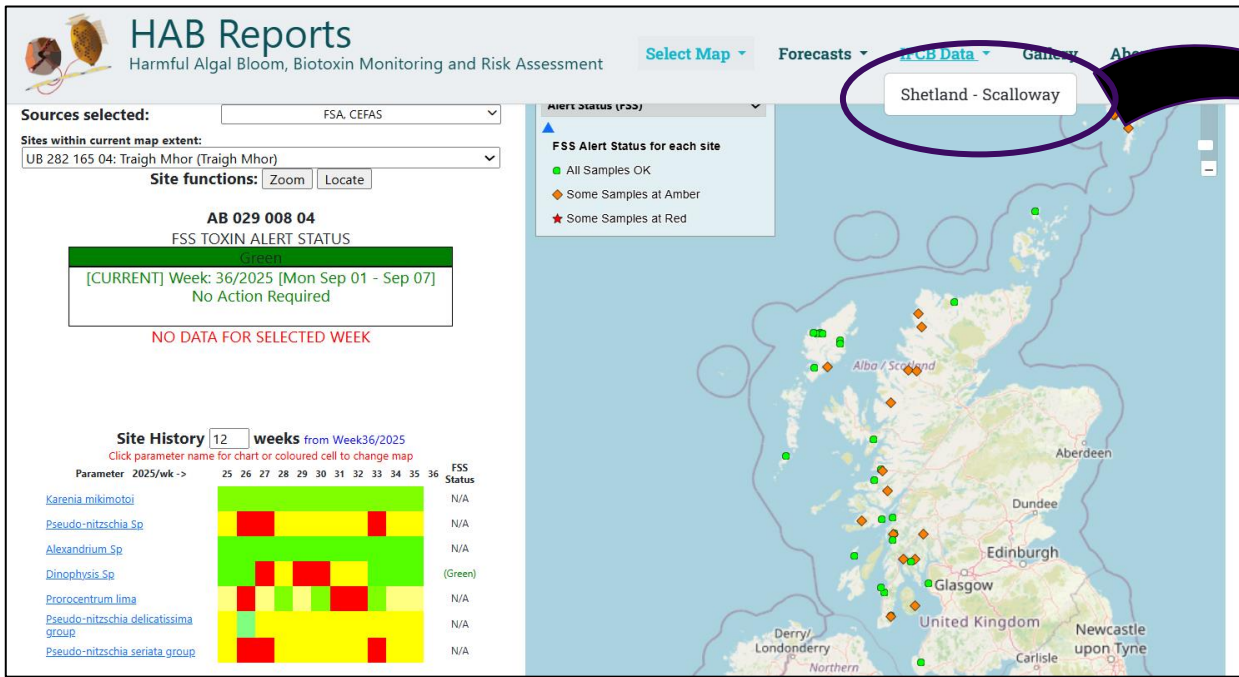 HAB Reports
Harmful Algal Bloom, Biotoxin Monitoring and Risk Assessment
Select Map
Forecasts
IFCB Data
Gallery
Shetland - Scalloway
Sources selected:
FSA, CEFAS
Sites within current map extent:
UB 282 165 04: Traigh Mhor (Traigh Mhor)
Site functions: Zoom Locate
AB 029 008 04
FSS TOXIN ALERT STATUS
Green
[CURRENT] Week: 36/2025 [Mon Sep 01 - Sep 07]
No Action Required
NO DATA FOR SELECTED WEEK
Site History 12 weeks from Week36/2025
Click parameter name for chart or coloured cell to change map
Parameter 2025/wk -> 25 26 27 28 29 30 31 32 33 34 35 36 FSS Status
Karenia mikimotoi N/A
Pseudo-nitzschia Sp N/A
Alexandrium Sp N/A
Dinophysis Sp (Green)
Prorocentrum lima N/A
Pseudo-nitzschia delicatissima
group N/A
Pseudo-nitzschia seriata group N/A
Alert Status (FSS)
FSS Alert Status for each site
All Samples OK
Some Samples at Amber
Some Samples at Red
Alba / Scotland
Aberdeen
Dundee
Edinburgh
Glasgow
United Kingdom
Derry/
Londonderry
Northern
Newcastle
upon Tyne
Carlisle